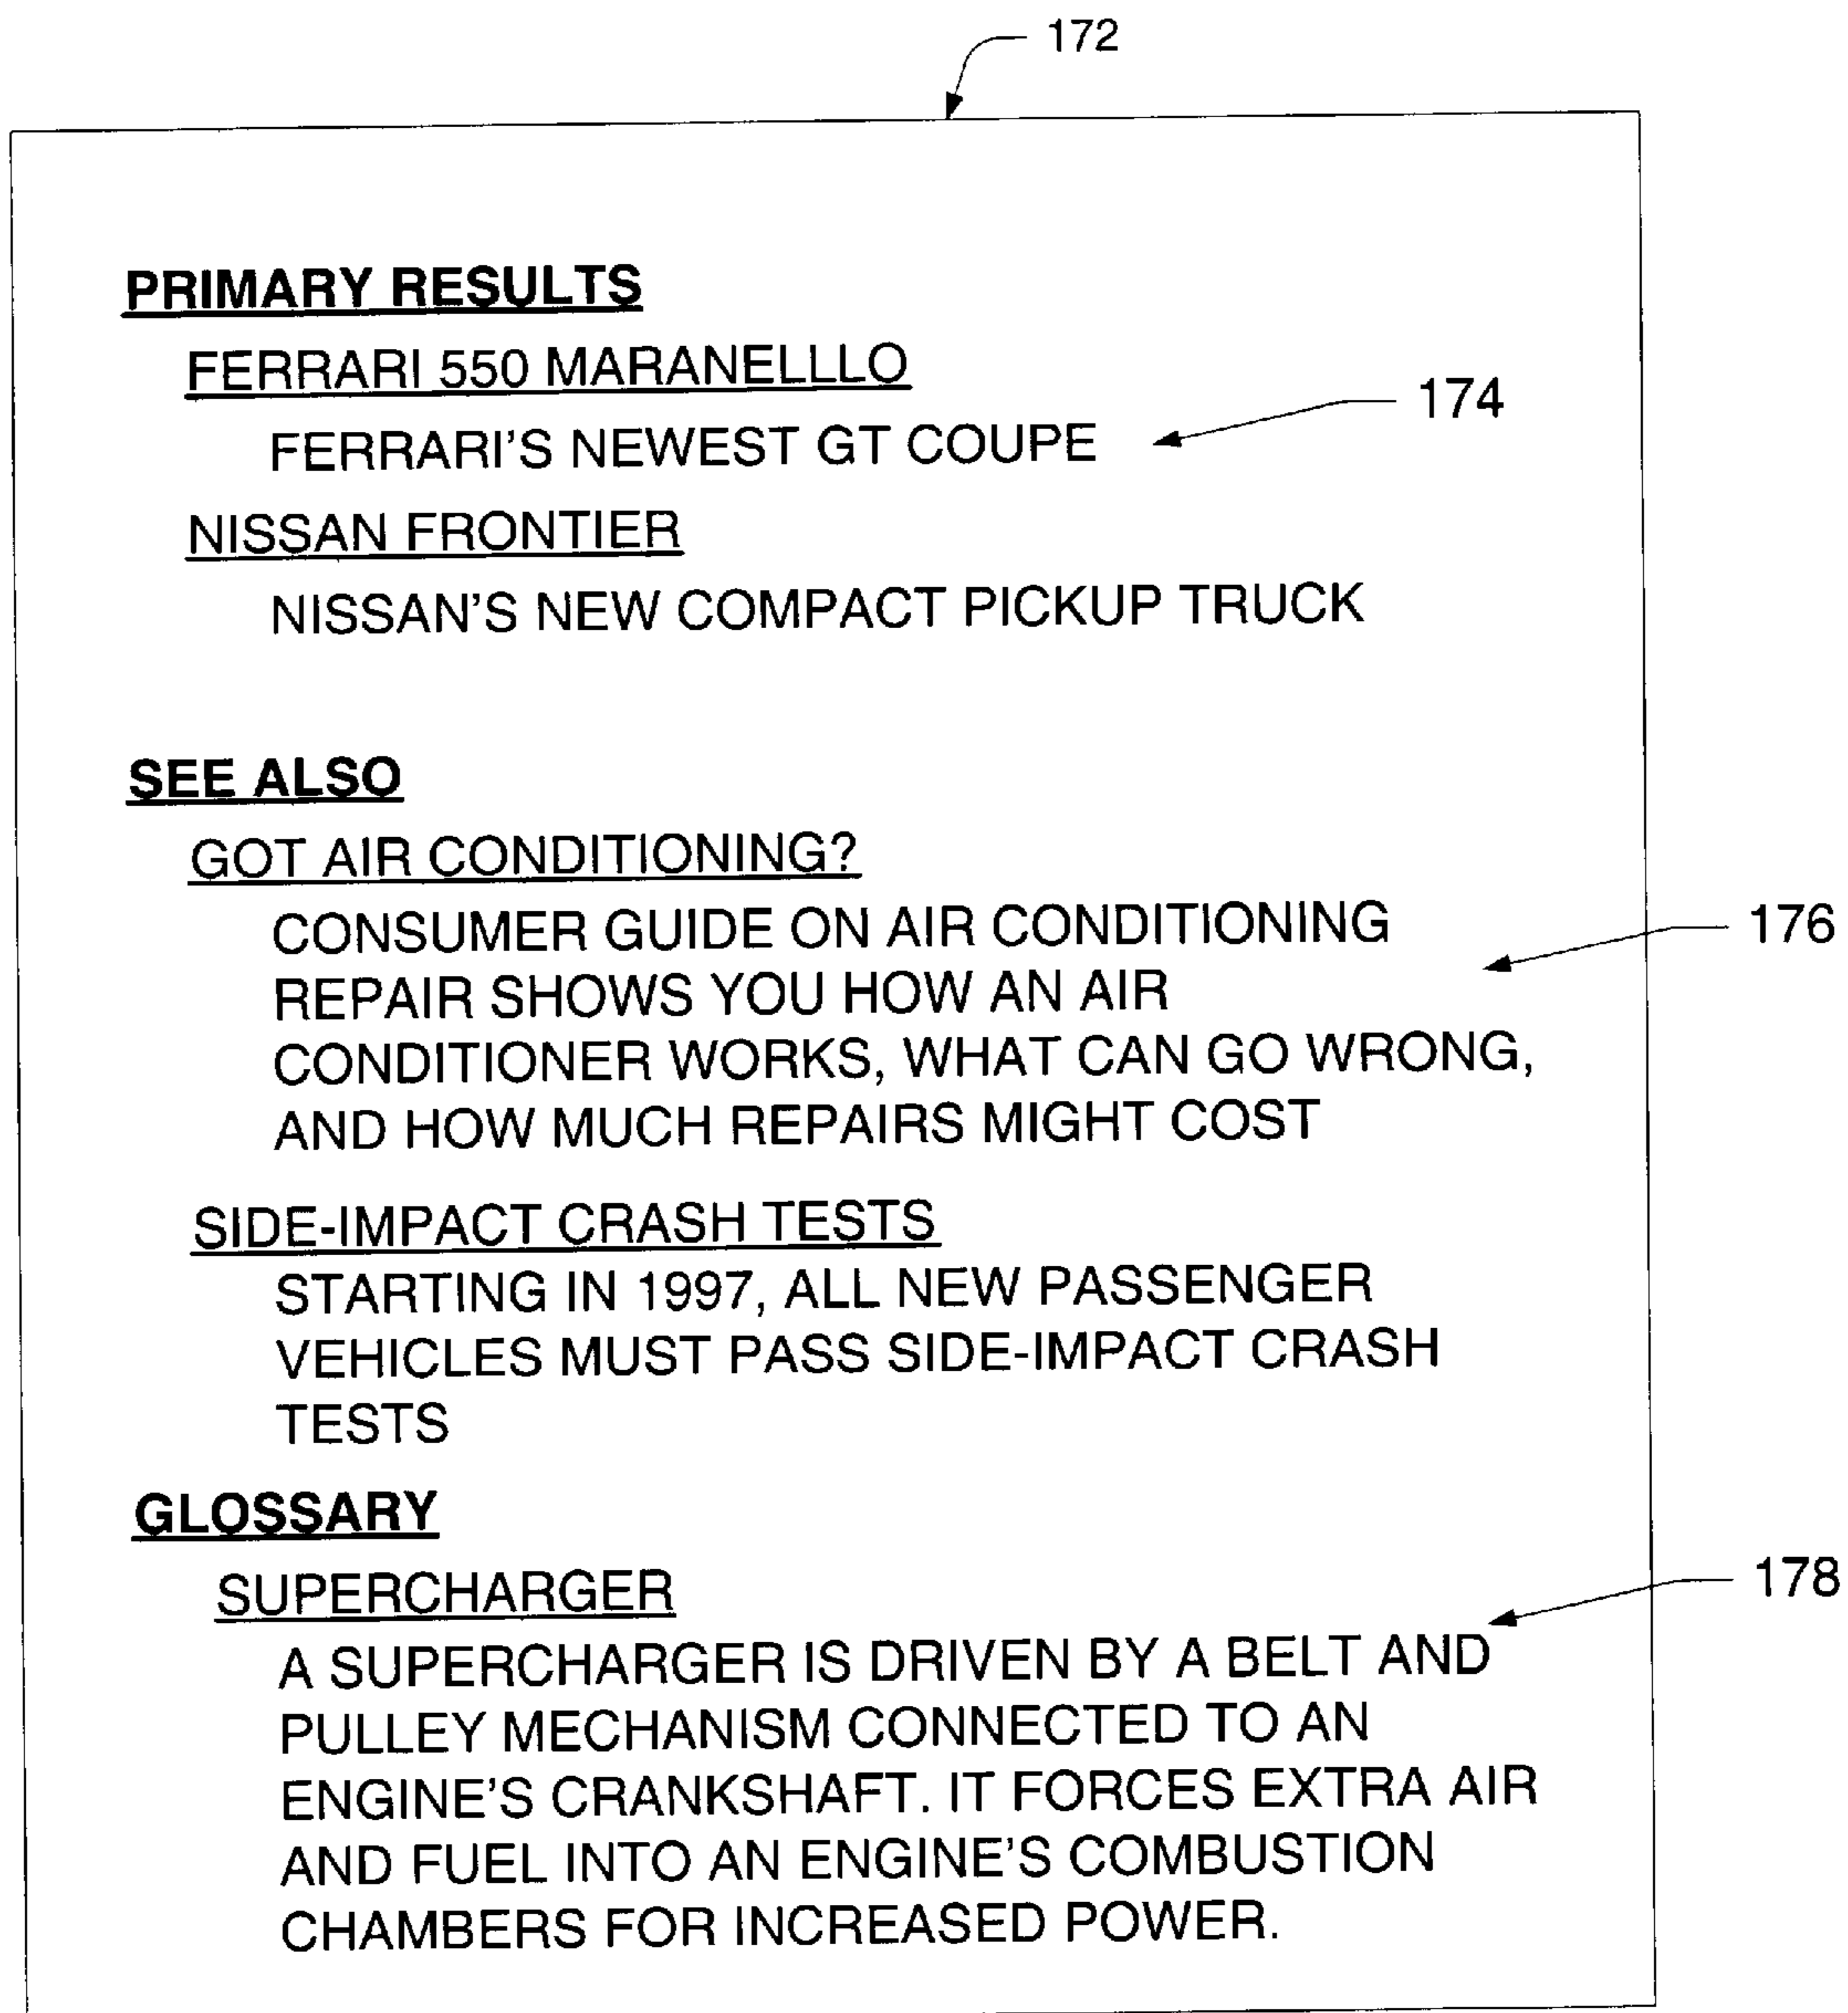 172
PRIMARY RESULTS
FERRARI 550 MARANELLLO
174
FERRARI'S NEWEST GT COUPE
NISSAN FRONTIER
NISSAN'S NEW COMPACT PICKUP TRUCK
SEE ALSO
GOT AIR CONDITIONING?
CONSUMER GUIDE ON AIR CONDITIONING
176
REPAIR SHOWS YOU HOW AN AIR
CONDITIONER WORKS, WHAT CAN GO WRONG,
AND HOW MUCH REPAIRS MIGHT COST
SIDE-IMPACT CRASH TESTS
STARTING IN 1997, ALL NEW PASSENGER
VEHICLES MUST PASS SIDE-IMPACT CRASH
TESTS
GLOSSARY
SUPERCHARGER
178
A SUPERCHARGER IS DRIVEN BY A BELT AND
PULLEY MECHANISM CONNECTED TO AN
ENGINE'S CRANKSHAFT. IT FORCES EXTRA AIR
AND FUEL INTO AN ENGINE'S COMBUSTION
CHAMBERS FOR INCREASED POWER.